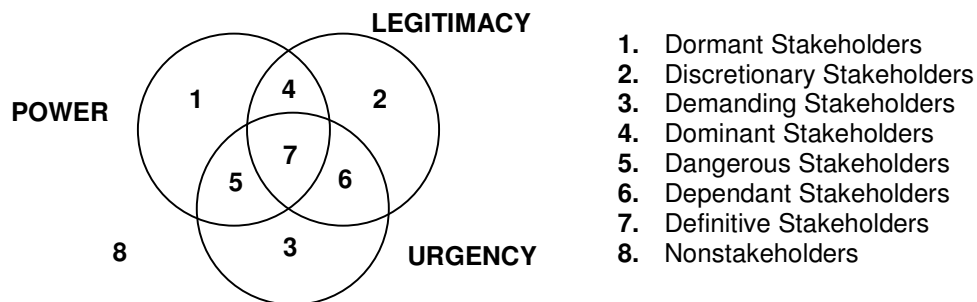 LEGITIMACY
POWER
1
4
2
7
5
6
8
3
URGENCY
1. Dormant Stakeholders
2. Discretionary Stakeholders
3. Demanding Stakeholders
4. Dominant Stakeholders
5. Dangerous Stakeholders
6. Dependant Stakeholders
7. Definitive Stakeholders
8. Nonstakeholders